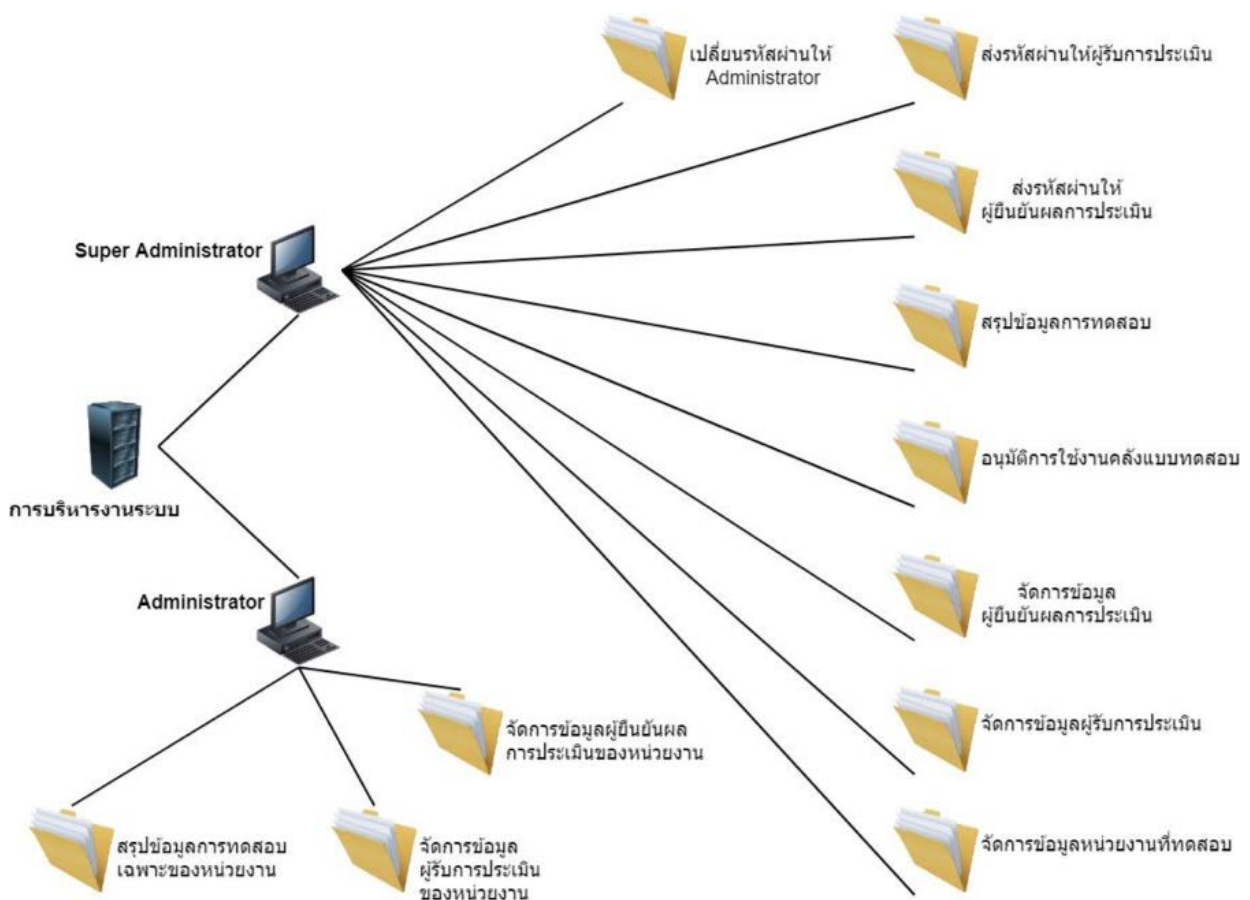 เปลี่ยนรหัสผ่านให้
Administrator
ส่งรหัสผ่านให้ผู้รับการประเมิน
ส่งรหัสผ่านให้
ผู้ยืนยันผลการประเมิน
Super Administrator
สรุปข้อมูลการทดสอบ
อนุมัติการใช้งานคลังแบบทดสอบ
การบริหารงานระบบ
Administrator
จัดการข้อมูล
ผู้ยืนยันผลการประเมิน
จัดการข้อมูลผู้ยืนยันผล
การประเมินของหน่วยงาน
จัดการข้อมูลผู้รับการประเมิน
สรุปข้อมูลการทดสอบ
เฉพาะของหน่วยงาน
จัดการข้อมูล
ผู้รับการประเมิน
ของหน่วยงาน
จัดการข้อมูลหน่วยงานที่ทดสอบ